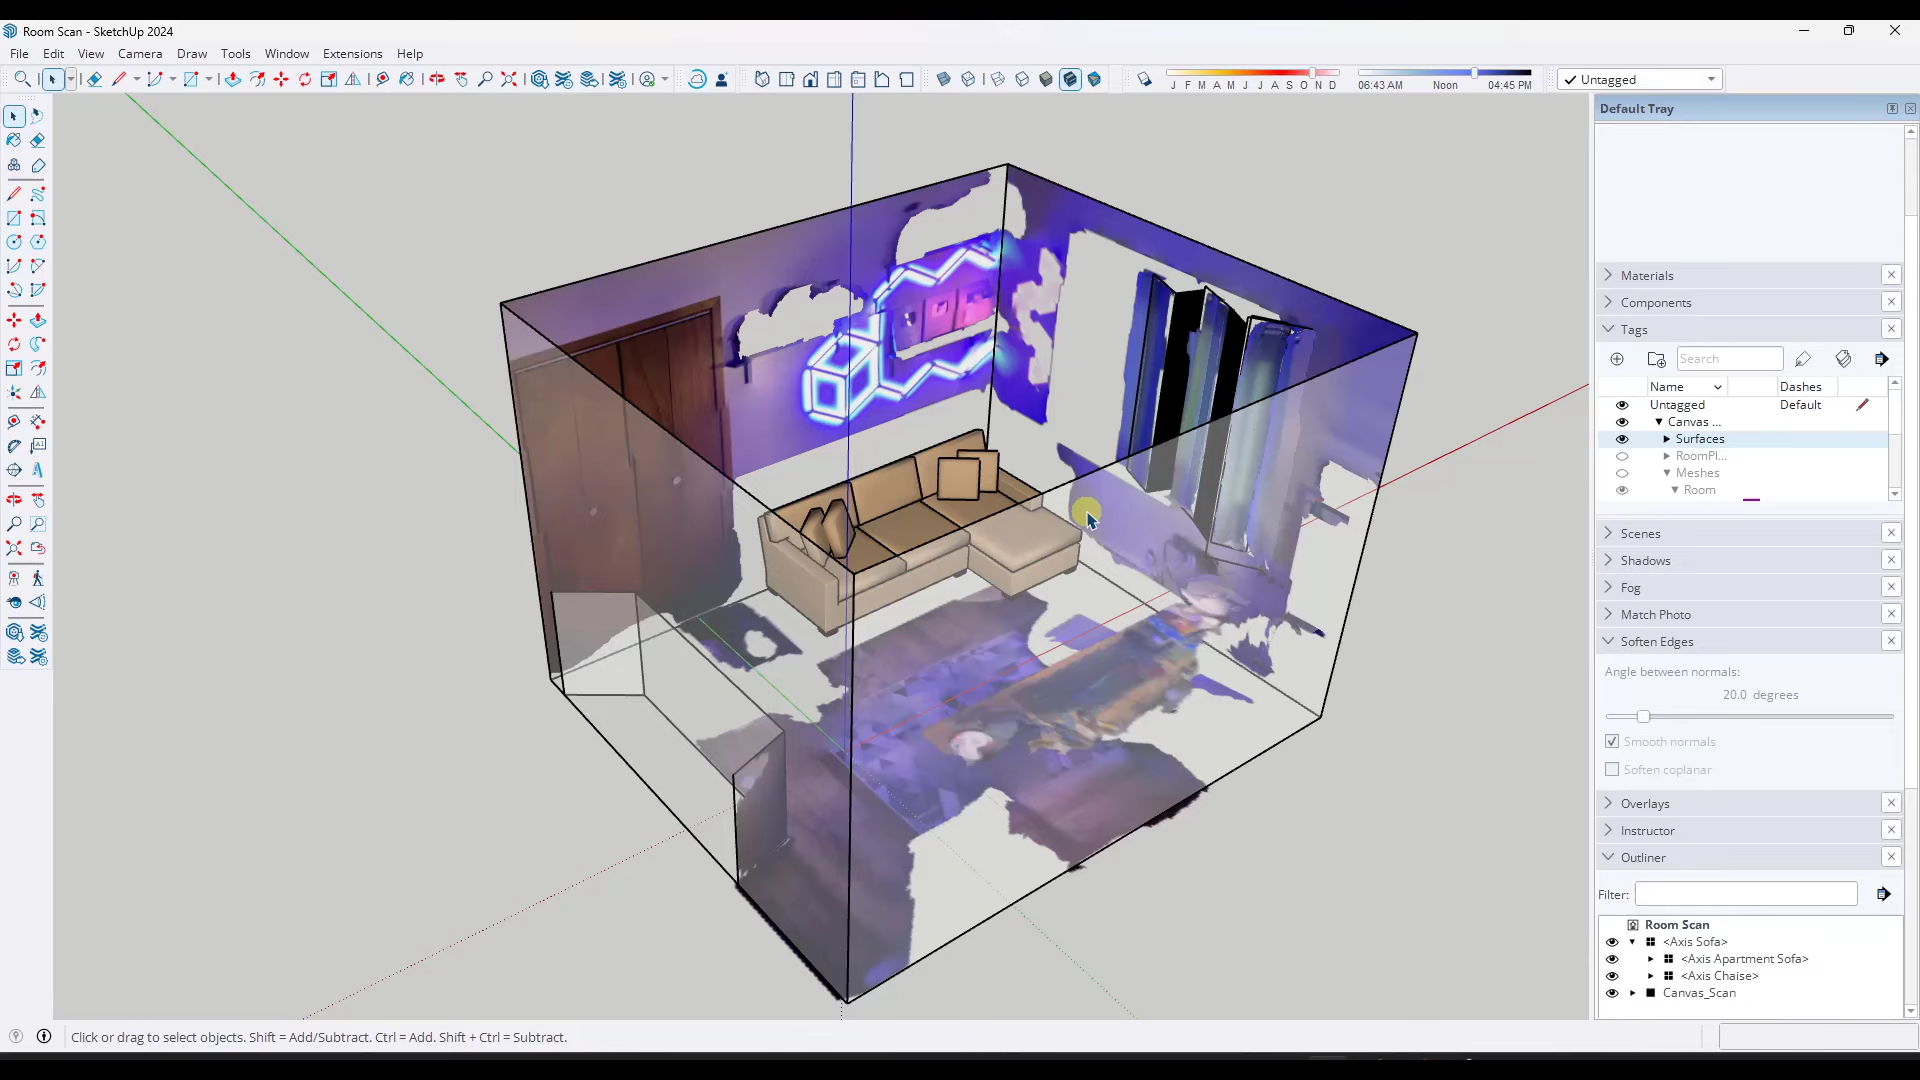 Room Scan - SketchUp 2024
File Edit View Camera Draw Tools Window Extensions Help
J F M A M J J A S O N D 06:43 AM Noon 04:45 PM
Untagged
Default Tray
Materials
Components
Tags
Search
Name Dashes
Untagged Default
Canvas ...
Surfaces
RoomPl...
Meshes
Room
Scenes
Shadows
Fog
Match Photo
Soften Edges
Angle between normals:
20.0 degrees
Smooth normals
Soften coplanar
Overlays
Instructor
Outliner
Filter:
Room Scan
<Axis Sofa>
<Axis Apartment Sofa>
<Axis Chaise>
Canvas_Scan
Click or drag to select objects. Shift = Add/Subtract. Ctrl = Add. Shift + Ctrl = Subtract.